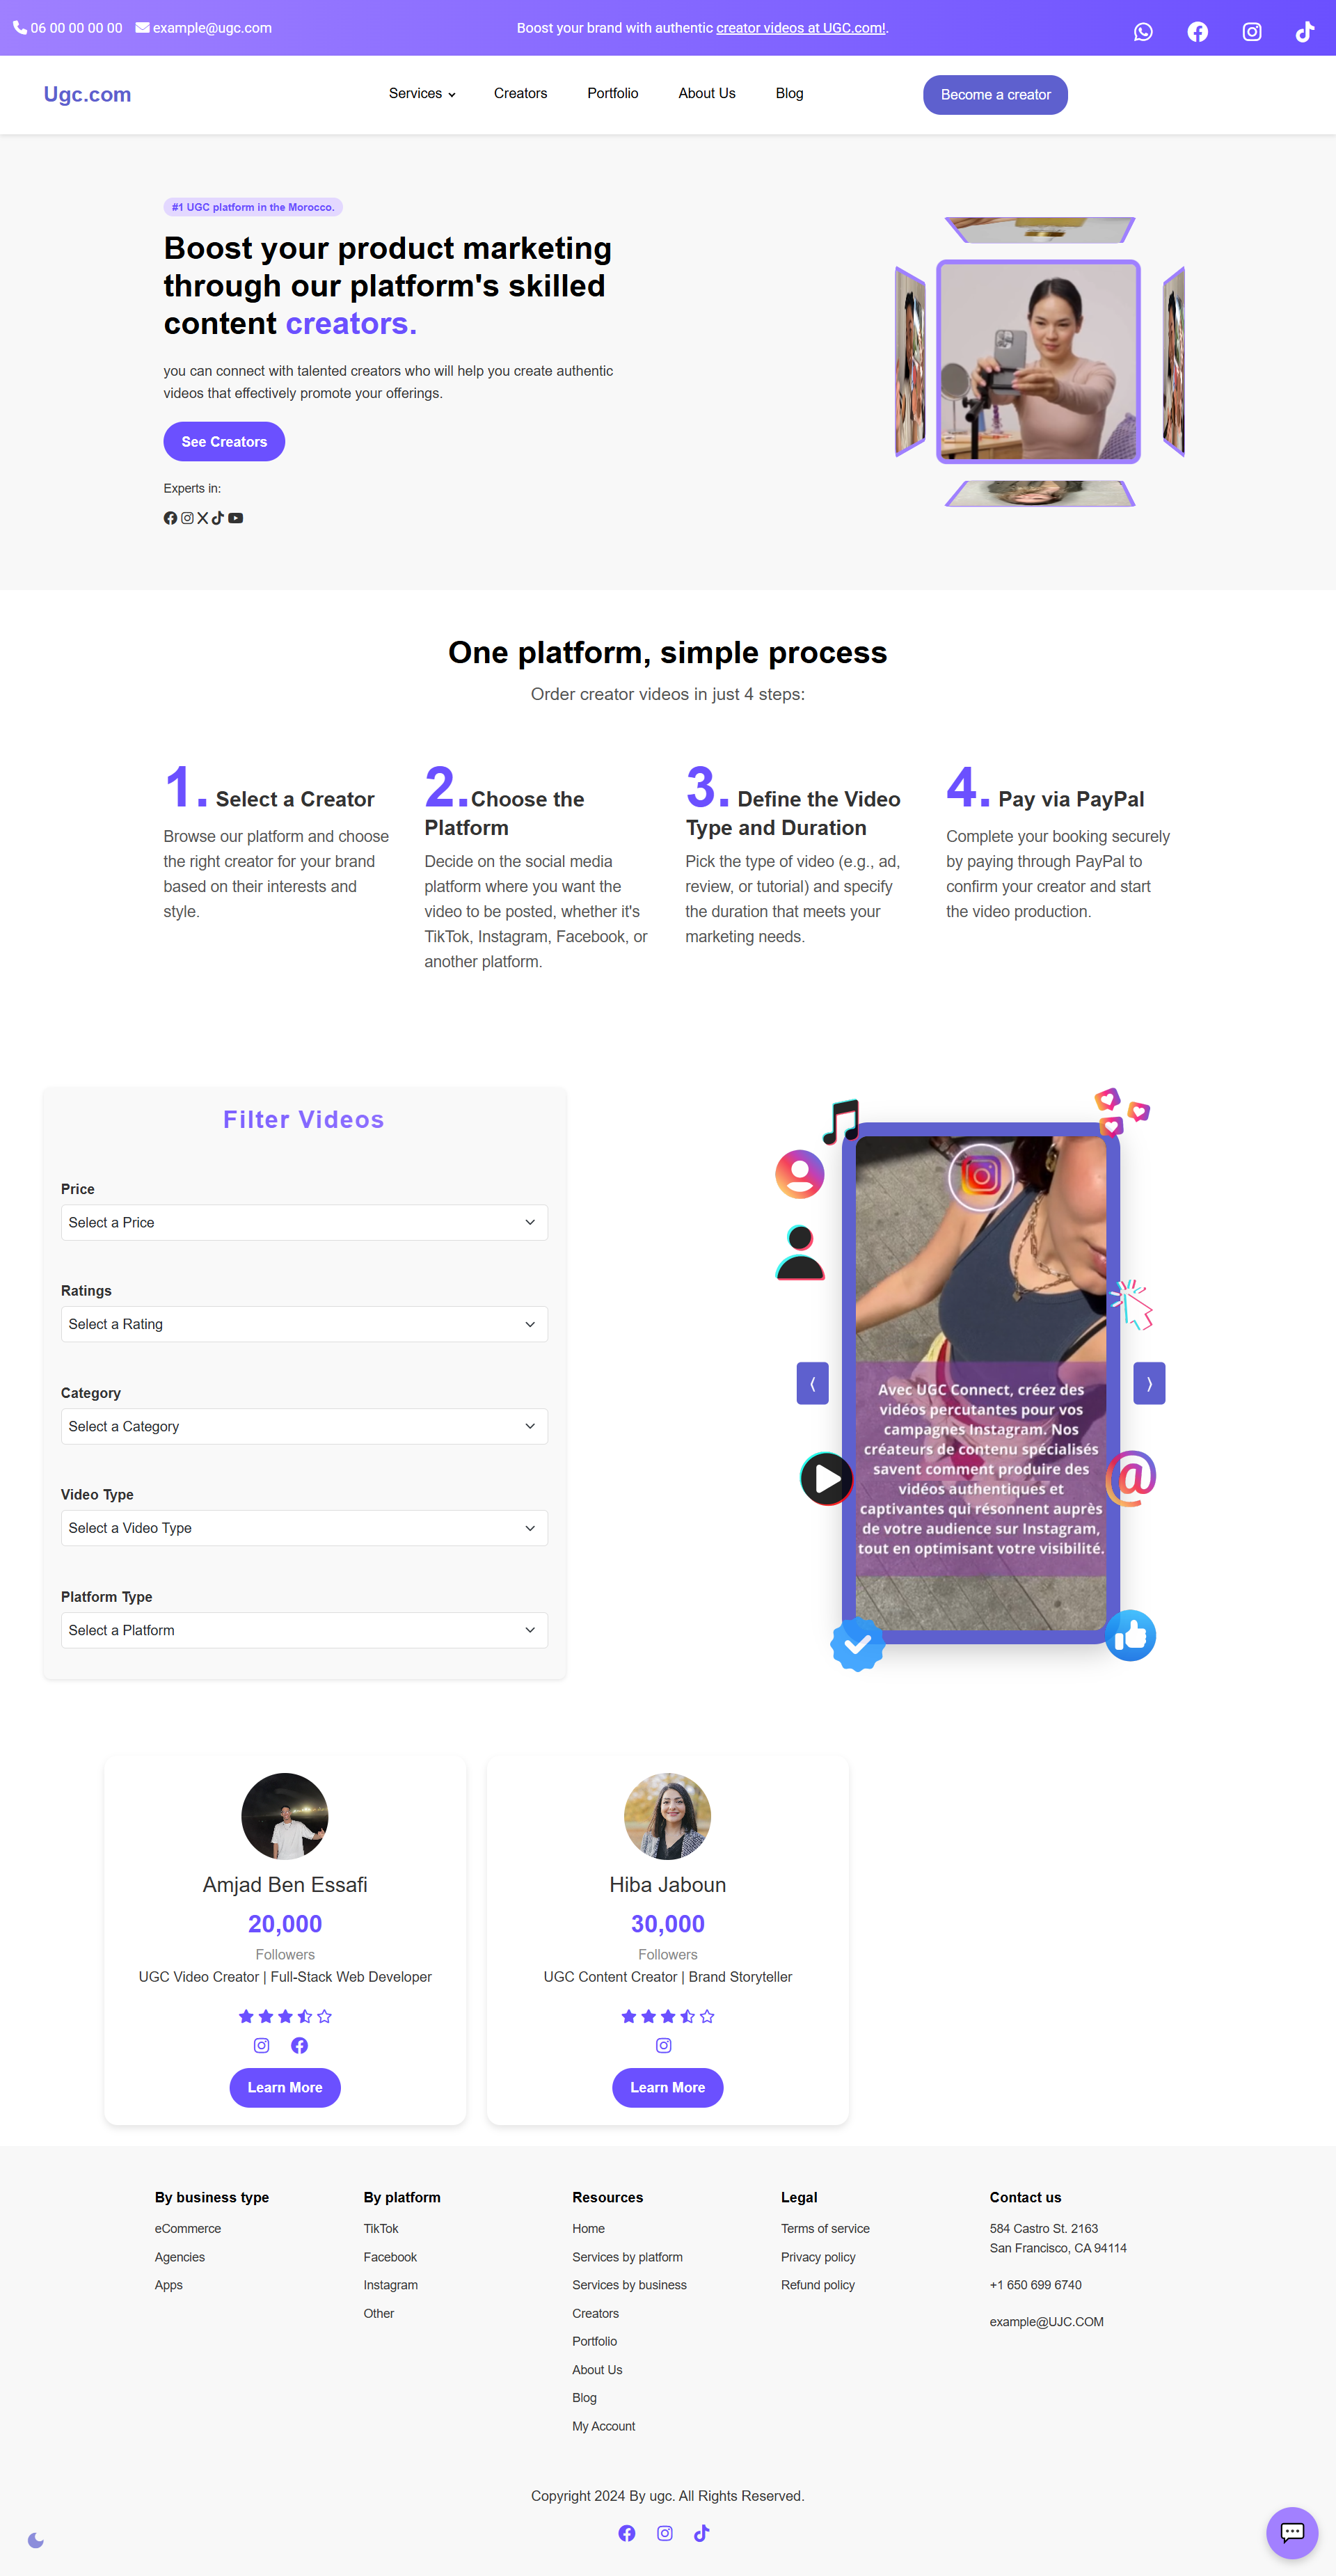 06 00 00 00 00 example@ugc.com
Boost your brand with authentic creator videos at UGC.com!.
Ugc.com
Services
Creators
Portfolio
About Us
Blog
Become a creator
#1 UGC platform in the Morocco.
Boost your product marketing
through our platform's skilled
content creators.
you can connect with talented creators who will help you create authentic
videos that effectively promote your offerings.
See Creators
Experts in:
One platform, simple process
Order creator videos in just 4 steps:
1. Select a Creator
Browse our platform and choose
the right creator for your brand
based on their interests and
style.
2.Choose the
Platform
Decide on the social media
platform where you want the
video to be posted, whether it's
TikTok, Instagram, Facebook, or
another platform.
3. Define the Video
Type and Duration
Pick the type of video (e.g., ad,
review, or tutorial) and specify
the duration that meets your
marketing needs.
4. Pay via PayPal
Complete your booking securely
by paying through PayPal to
confirm your creator and start
the video production.
Filter Videos
Price
Select a Price
Ratings
Select a Rating
Category
Select a Category
Video Type
Select a Video Type
Platform Type
Select a Platform
Avec UGC Connect, créez des
vidéos percutantes pour vos
campagnes Instagram. Nos
créateurs de contenu spécialisés
savent comment produire des
vidéos authentiques et
captivantes qui résonnent auprès
de votre audience sur Instagram,
tout en optimisant votre visibilité.
@
Amjad Ben Essafi
20,000
Followers
UGC Video Creator | Full-Stack Web Developer
Learn More
Hiba Jaboun
30,000
Followers
UGC Content Creator | Brand Storyteller
Learn More
By business type
eCommerce
Agencies
Apps
By platform
TikTok
Facebook
Instagram
Other
Resources
Home
Services by platform
Services by business
Creators
Portfolio
About Us
Blog
My Account
Legal
Terms of service
Privacy policy
Refund policy
Contact us
584 Castro St. 2163
San Francisco, CA 94114
+1 650 699 6740
example@UJC.COM
Copyright 2024 By ugc. All Rights Reserved.